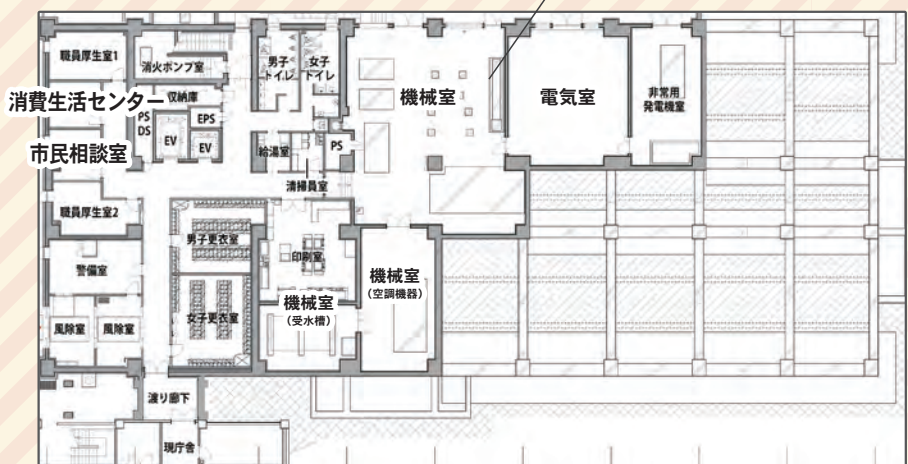 職員厚生室1
消火ポンプ室
男子
トイレ
女子
トイレ
機械室
電気室
非常用
発電機室
消費生活センター
収納庫
PS
DS
EPS
EV
EV
市民相談室
給湯室
PS
清掃員室
職員厚生室2
男子更衣室
印刷室
警備室
機械室
(空調機器)
機械室
(受水槽)
女子更衣室
風除室
風除室
渡り廊下
現庁舎